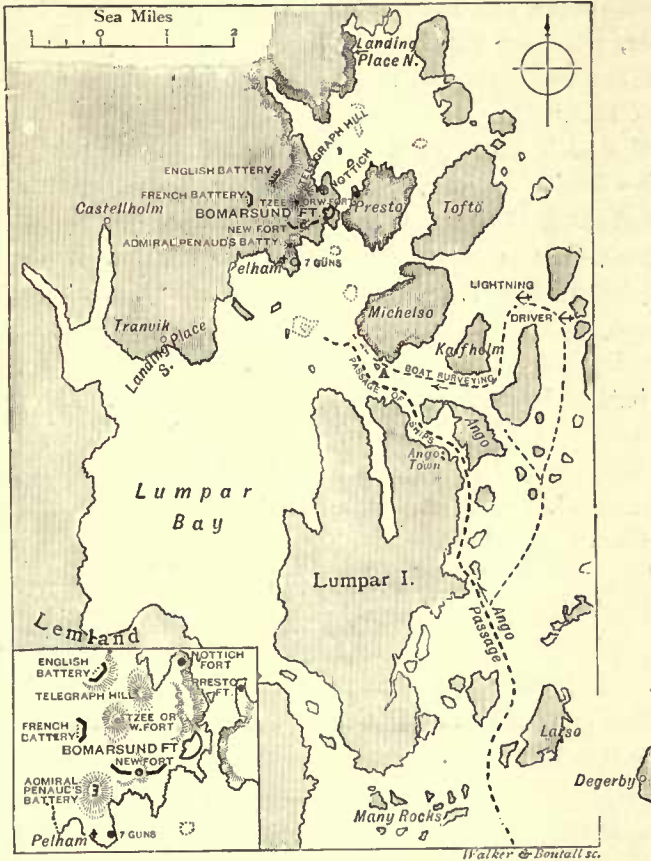 Sea Miles
1 0 1 2
Landing
Place N.
TELEGRAPH HILL
ENGLISH BATTERY
NOTTICH
FRENCH BATTERY
TZEE OR W. FORT
Castellholm
BOMARSUND FT.
Presto
Tofto
NEW FORT
ADMIRAL PENAUD'S BATTY
Pelham 7 GUNS
LIGHTNING
Michelso
DRIVER
Tranvik
Kalfholm
Landing Place
S.
A
BOAT SURVEYING
PASSAGE OF SHIPS
Ango
Ango
Town
Lumpar
Bay
Lumpar I.
Ango
Passage
Lemland
ENGLISH
BATTERY
NOTTICH
FORT
PRESTO
FT.
TELEGRAPH HILL
TZEE OR
W. FORT
FRENCH
BATTERY
BOMARSUND FT.
NEW FORT
ADMIRAL
PENAUD'S
BATTERY
3
Larso
Degerby
Many Rocks
Pelham 7 GUNS
Walker & Boutall sc.